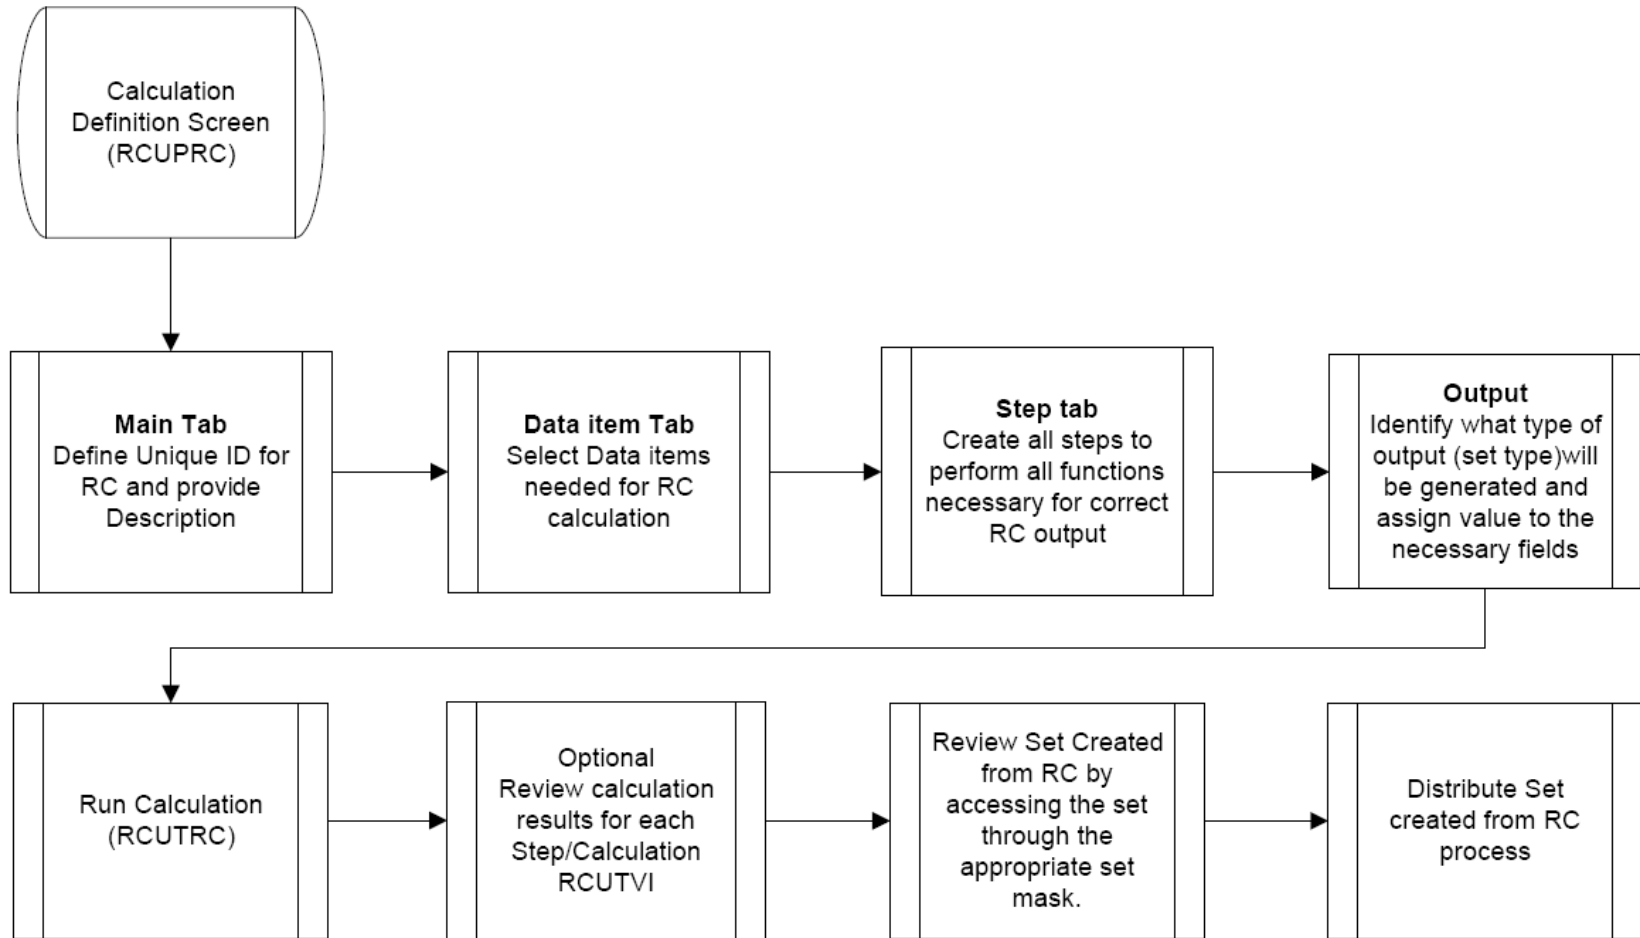 Calculation
Definition Screen
(RCUPRC)
Main Tab
Define Unique ID for
RC and provide
Description
Data item Tab
Select Data items
needed for RC
calculation
Step tab
Create all steps to
perform all functions
necessary for correct
RC output
Output
Identify what type of
output (set type)will
be generated and
assign value to the
necessary fields
Run Calculation
(RCUTRC)
Optional
Review calculation
results for each
Step/Calculation
RCUTVI
Review Set Created
from RC by
accessing the set
through the
appropriate set
mask.
Distribute Set
created from RC
process